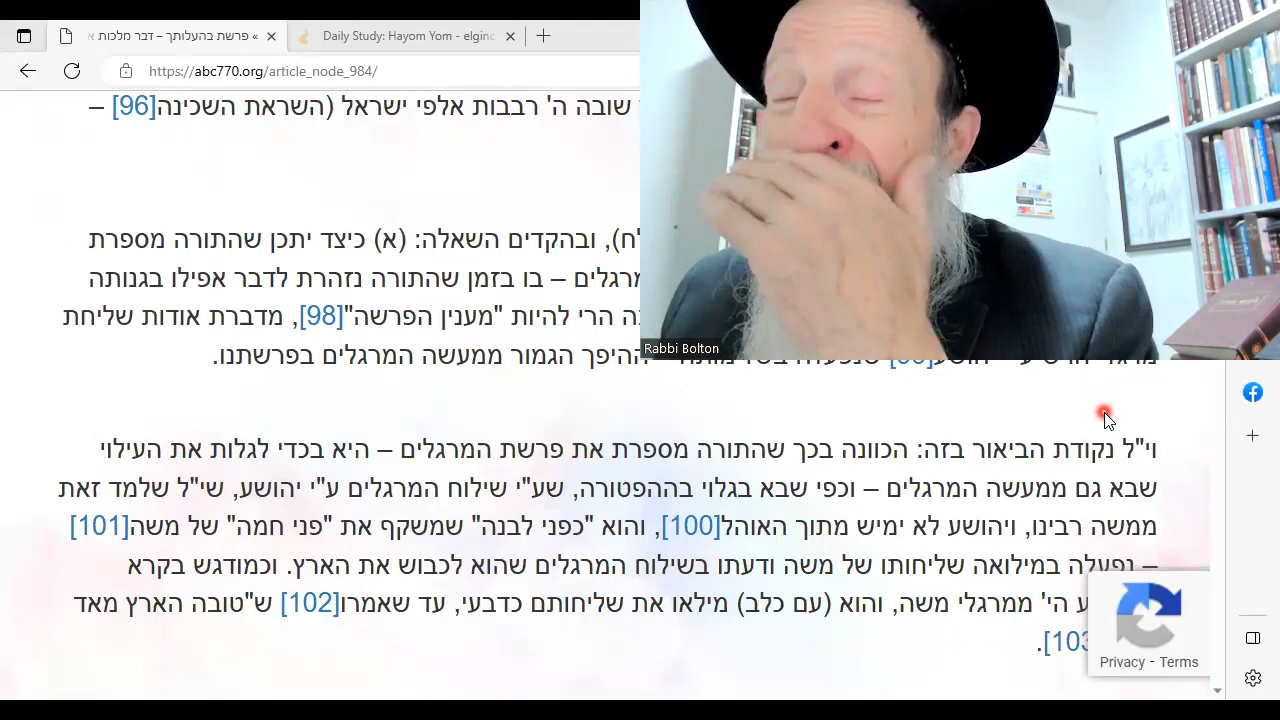 « פרשת בהעלותך – דבר מלכות א
Daily Study: Hayom Yom - elginc
https://abc770.org/article_node_984/
שובה ה' רבבות אלפי ישראל (השראת השכינה[96] –
ובהקדים השאלה: (א) כיצד יתכן שהתורה מספרת
מרגלים – בו בזמן שהתורה נזהרת לדבר אפילו בגנותה
הרי להיות "מענין הפרשה"[98], מדברת אודות שליחת
ההיפך הגמור ממעשה המרגלים בפרשתנו.
Rabbi Bolton
וי"ל נקודת הביאור בזה: הכוונה בכך שהתורה מספרת את פרשת המרגלים – היא בכדי לגלות את העילוי
שבא גם ממעשה המרגלים – וכפי שבא בגלוי בההפטורה, שע"י שילוח המרגלים ע"י יהושע, שי"ל שלמד זאת
ממשה רבינו, ויהושע לא ימיש מתוך האוהל[100], והוא "כפני לבנה" שמשקף את "פני חמה" של משה[101]
– נפעלה במילואה שליחותו של משה ודעתו בשילוח המרגלים שהוא לכבוש את הארץ. וכמודגש בקרא
הי' ממרגלי משה, והוא (עם כלב) מילאו את שליחותם כדבעי, עד שאמרו[102] ש"טובה הארץ מאד
Privacy - Terms